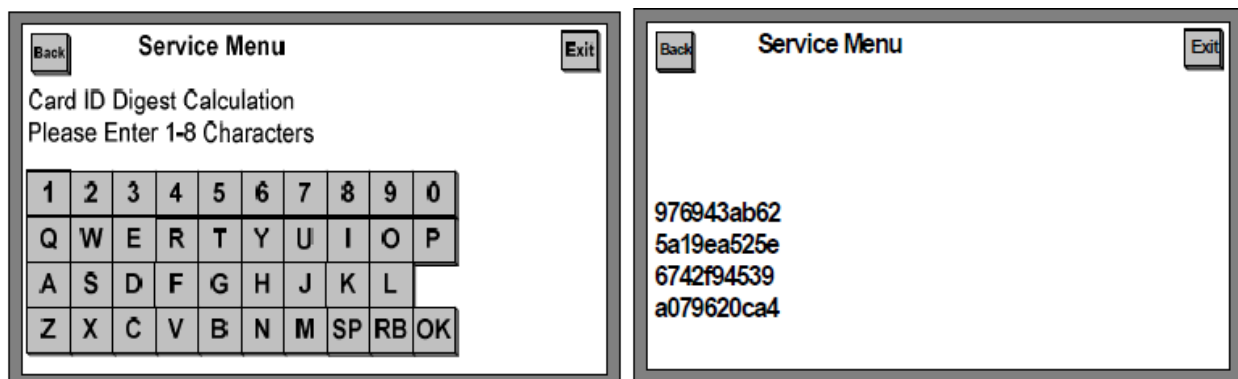 Back Service Menu Exit
Card ID Digest Calculation
Please Enter 1-8 Characters
1 2 3 4 5 6 7 8 9 0
Q W E R T Y U I O P
A S D F G H J K L
Z X C V B N M SP RB OK
Back Service Menu Exit
976943ab62
5a19ea525e
6742f94539
a079620ca4